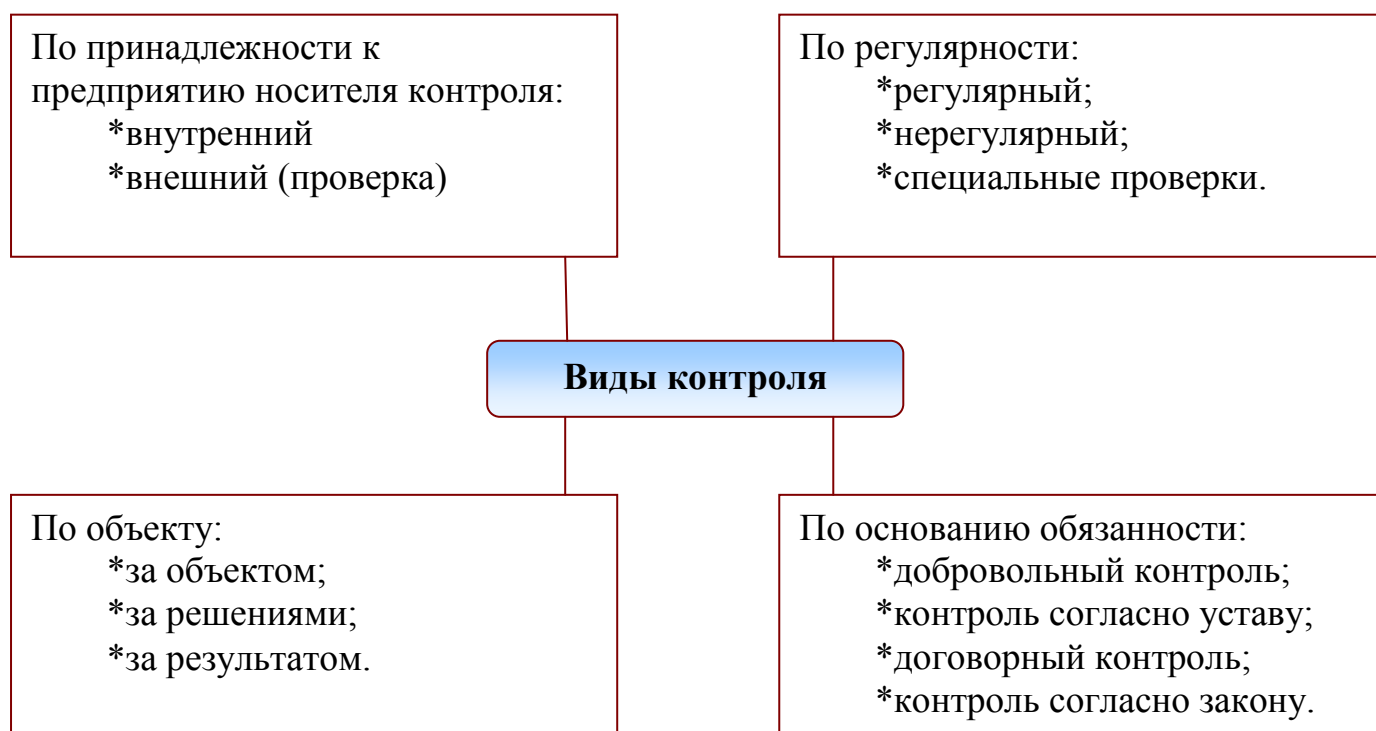 По принадлежности к
предприятию носителя контроля:
*внутренний
*внешний (проверка)
По регулярности:
*регулярный;
*нерегулярный;
*специальные проверки.
Виды контроля
По объекту:
*за объектом;
*за решениями;
*за результатом.
По основанию обязанности:
*добровольный контроль;
*контроль согласно уставу;
*договорный контроль;
*контроль согласно закону.